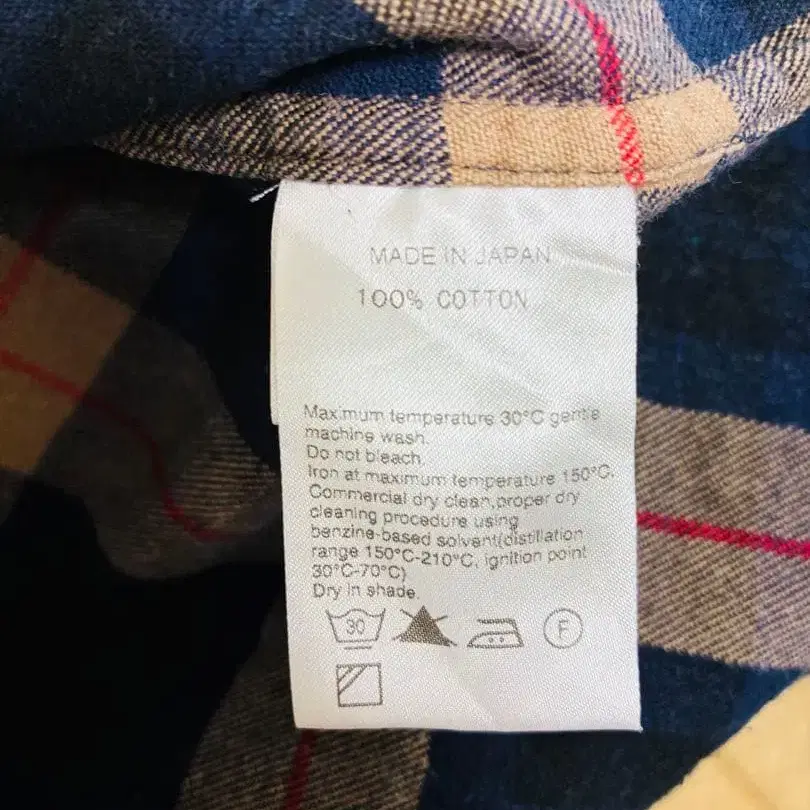 MADE IN JAPAN
100% COTTON
Maximum temperature 30°C gentle
machine wash.
Do not bleach.
Iron at maximum temperature 150°C.
Commercial dry clean,proper dry
cleaning procedure using
benzine-based solvent(distillation
range 150°C-210°C, ignition point
30°C-70°C)
Dry in shade.
30 F